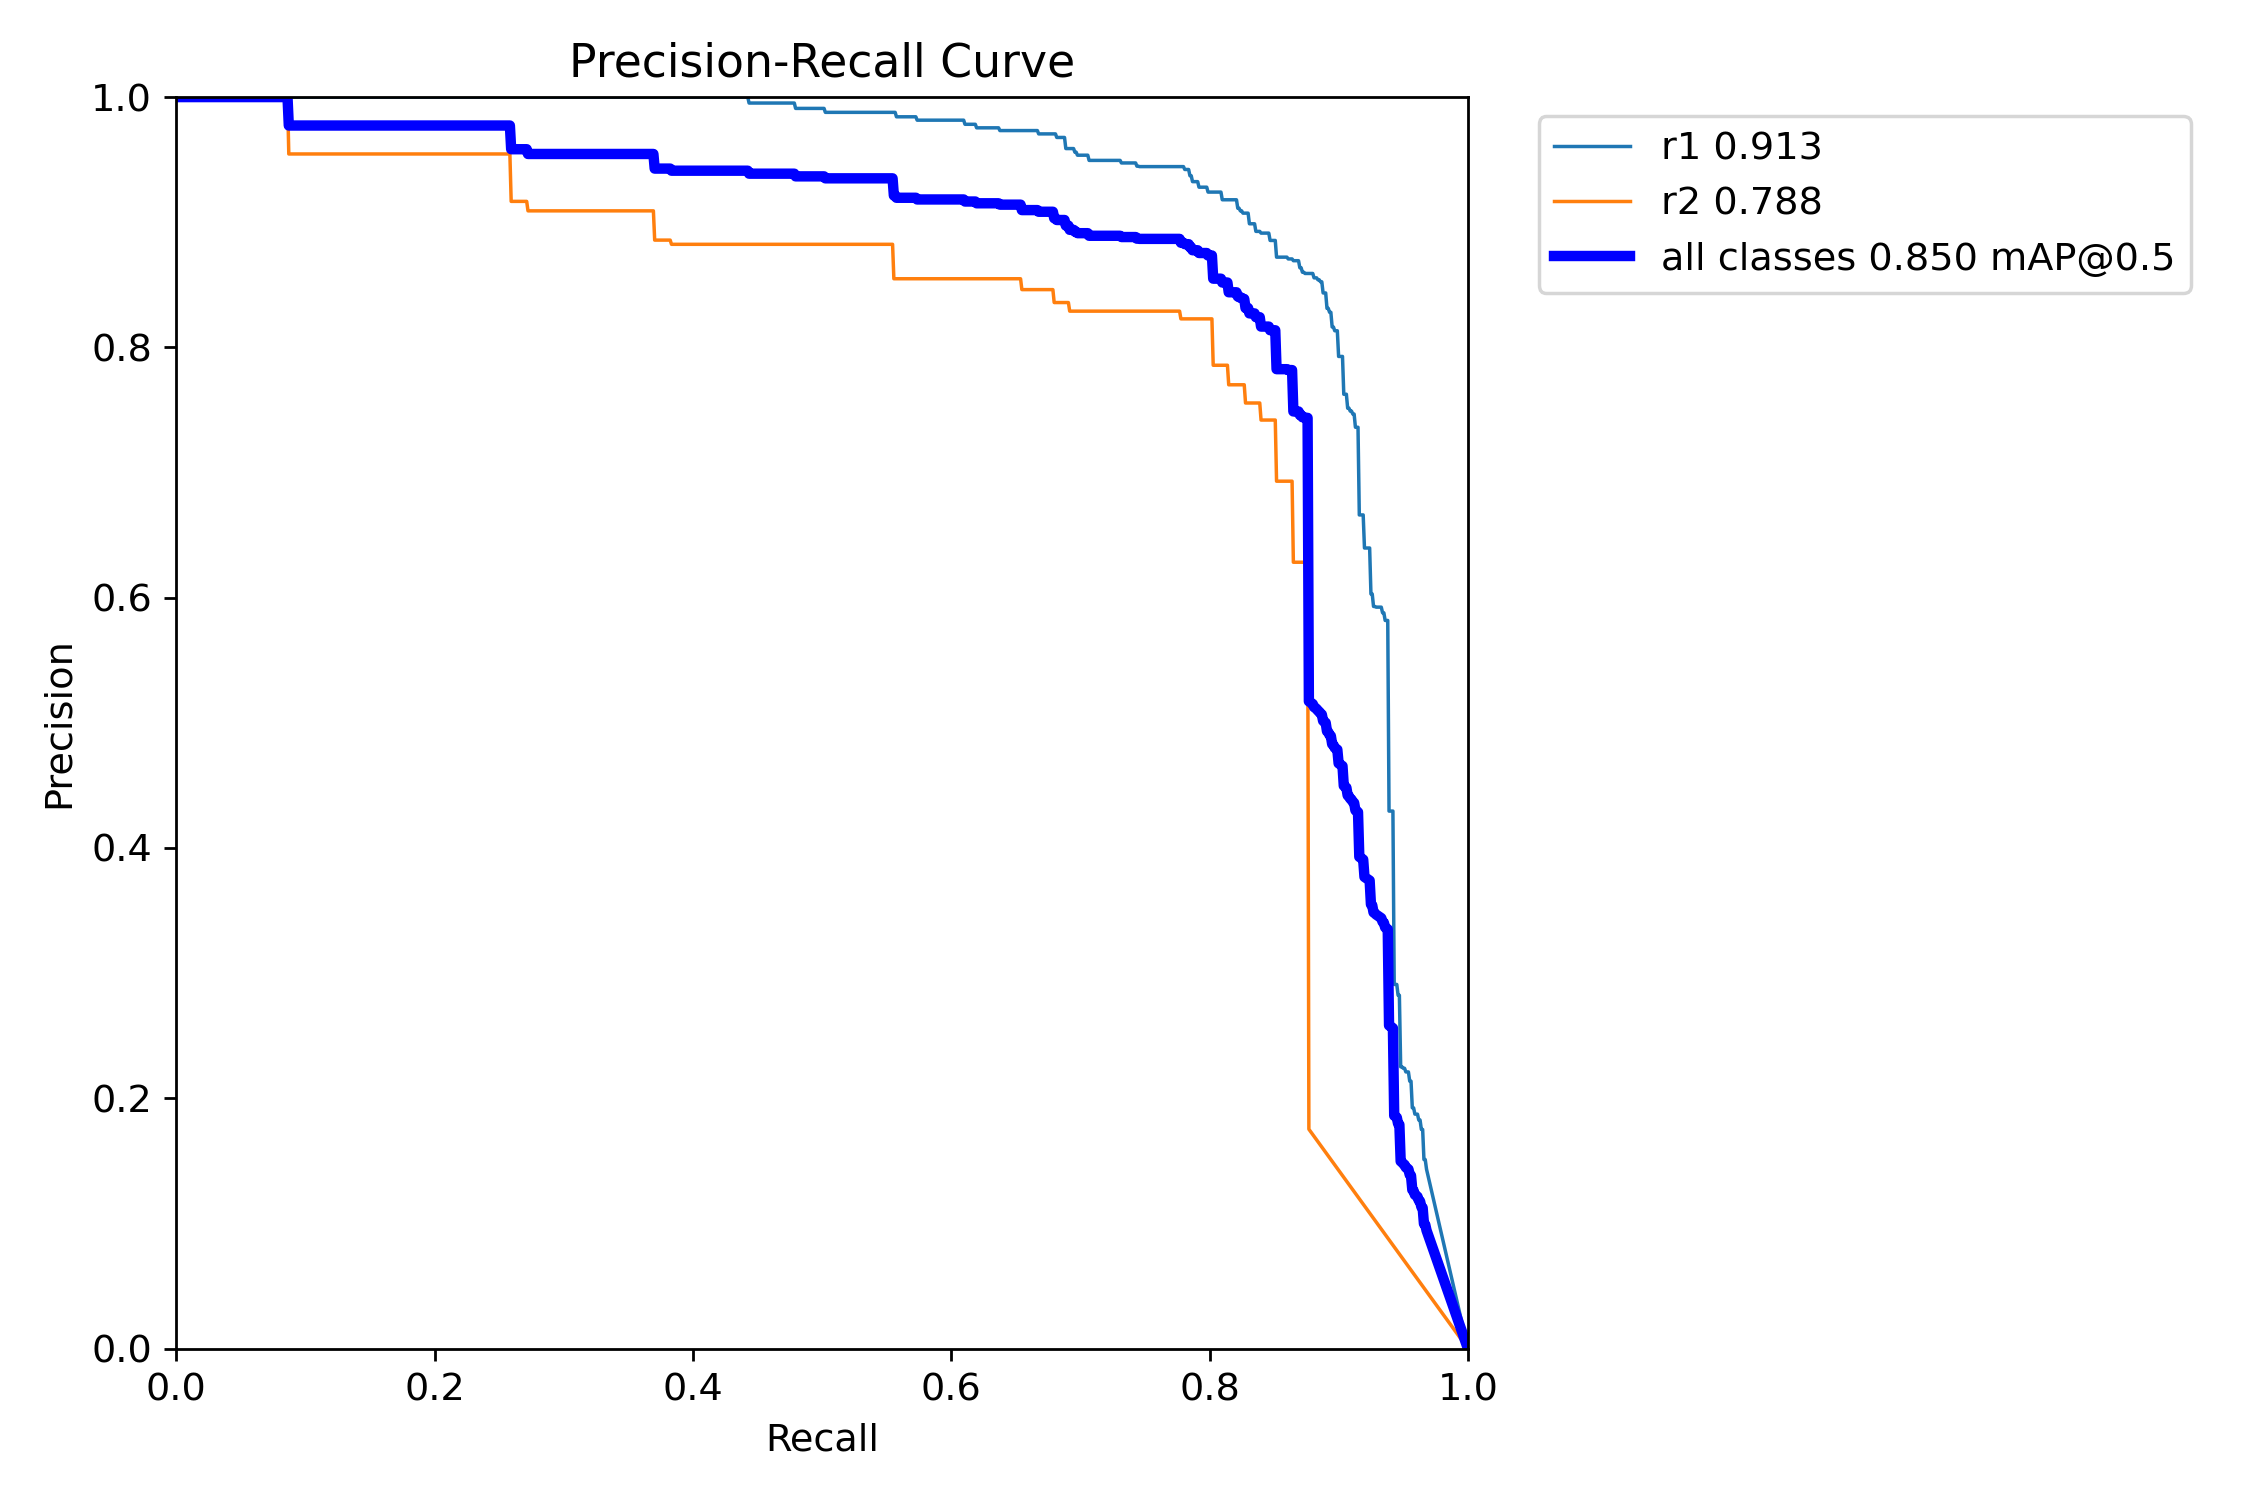 Precision-Recall Curve
r1 0.913
r2 0.788
all classes 0.850 mAP@0.5
Precision
1.0
0.8
0.6
0.4
0.2
0.0
0.0 0.2 0.4 0.6 0.8 1.0
Recall